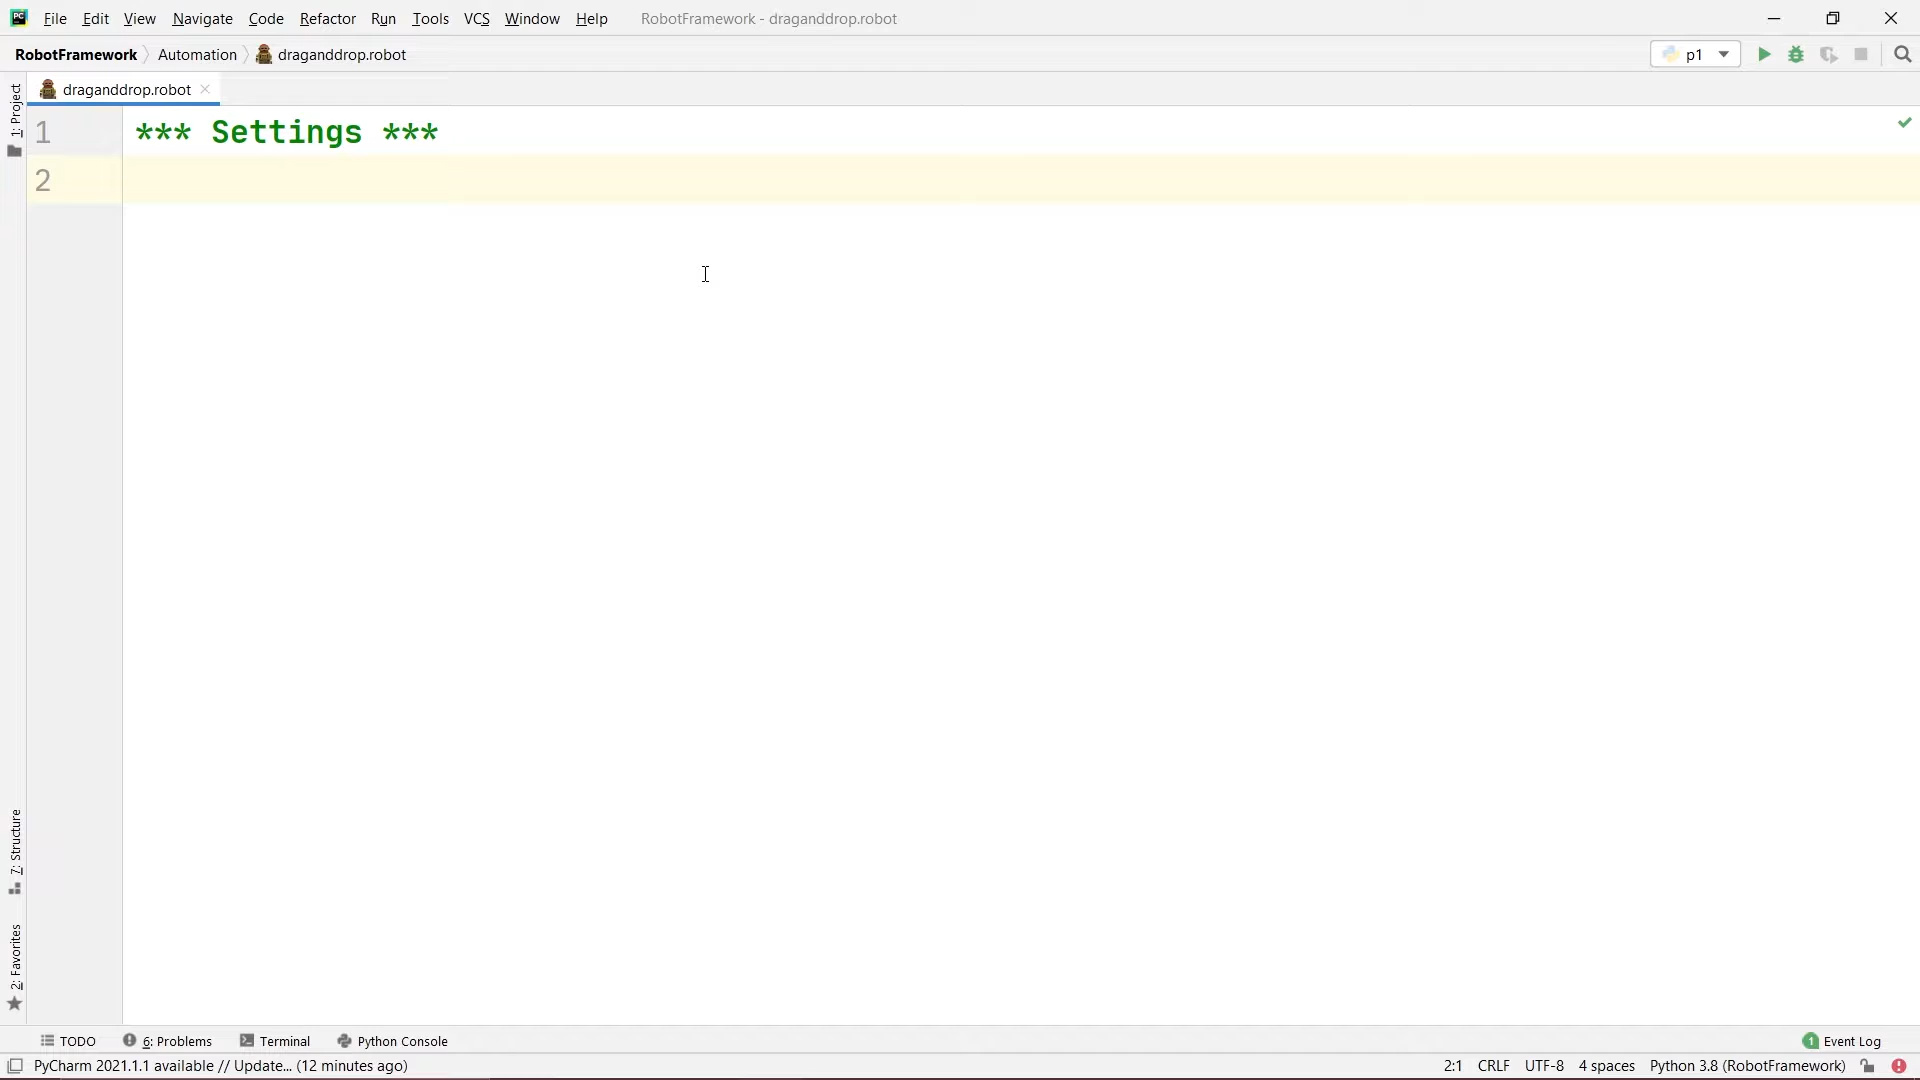 File Edit View Navigate Code Refactor Run Tools VCS Window Help RobotFramework - draganddrop.robot
RobotFramework Automation draganddrop.robot p1
draganddrop.robot
1 *** Settings ***
2
1: Project
7: Structure
2: Favorites
TODO 6: Problems Terminal Python Console 1 Event Log
PyCharm 2021.1.1 available // Update... (12 minutes ago) 2:1 CRLF UTF-8 4 spaces Python 3.8 (RobotFramework)